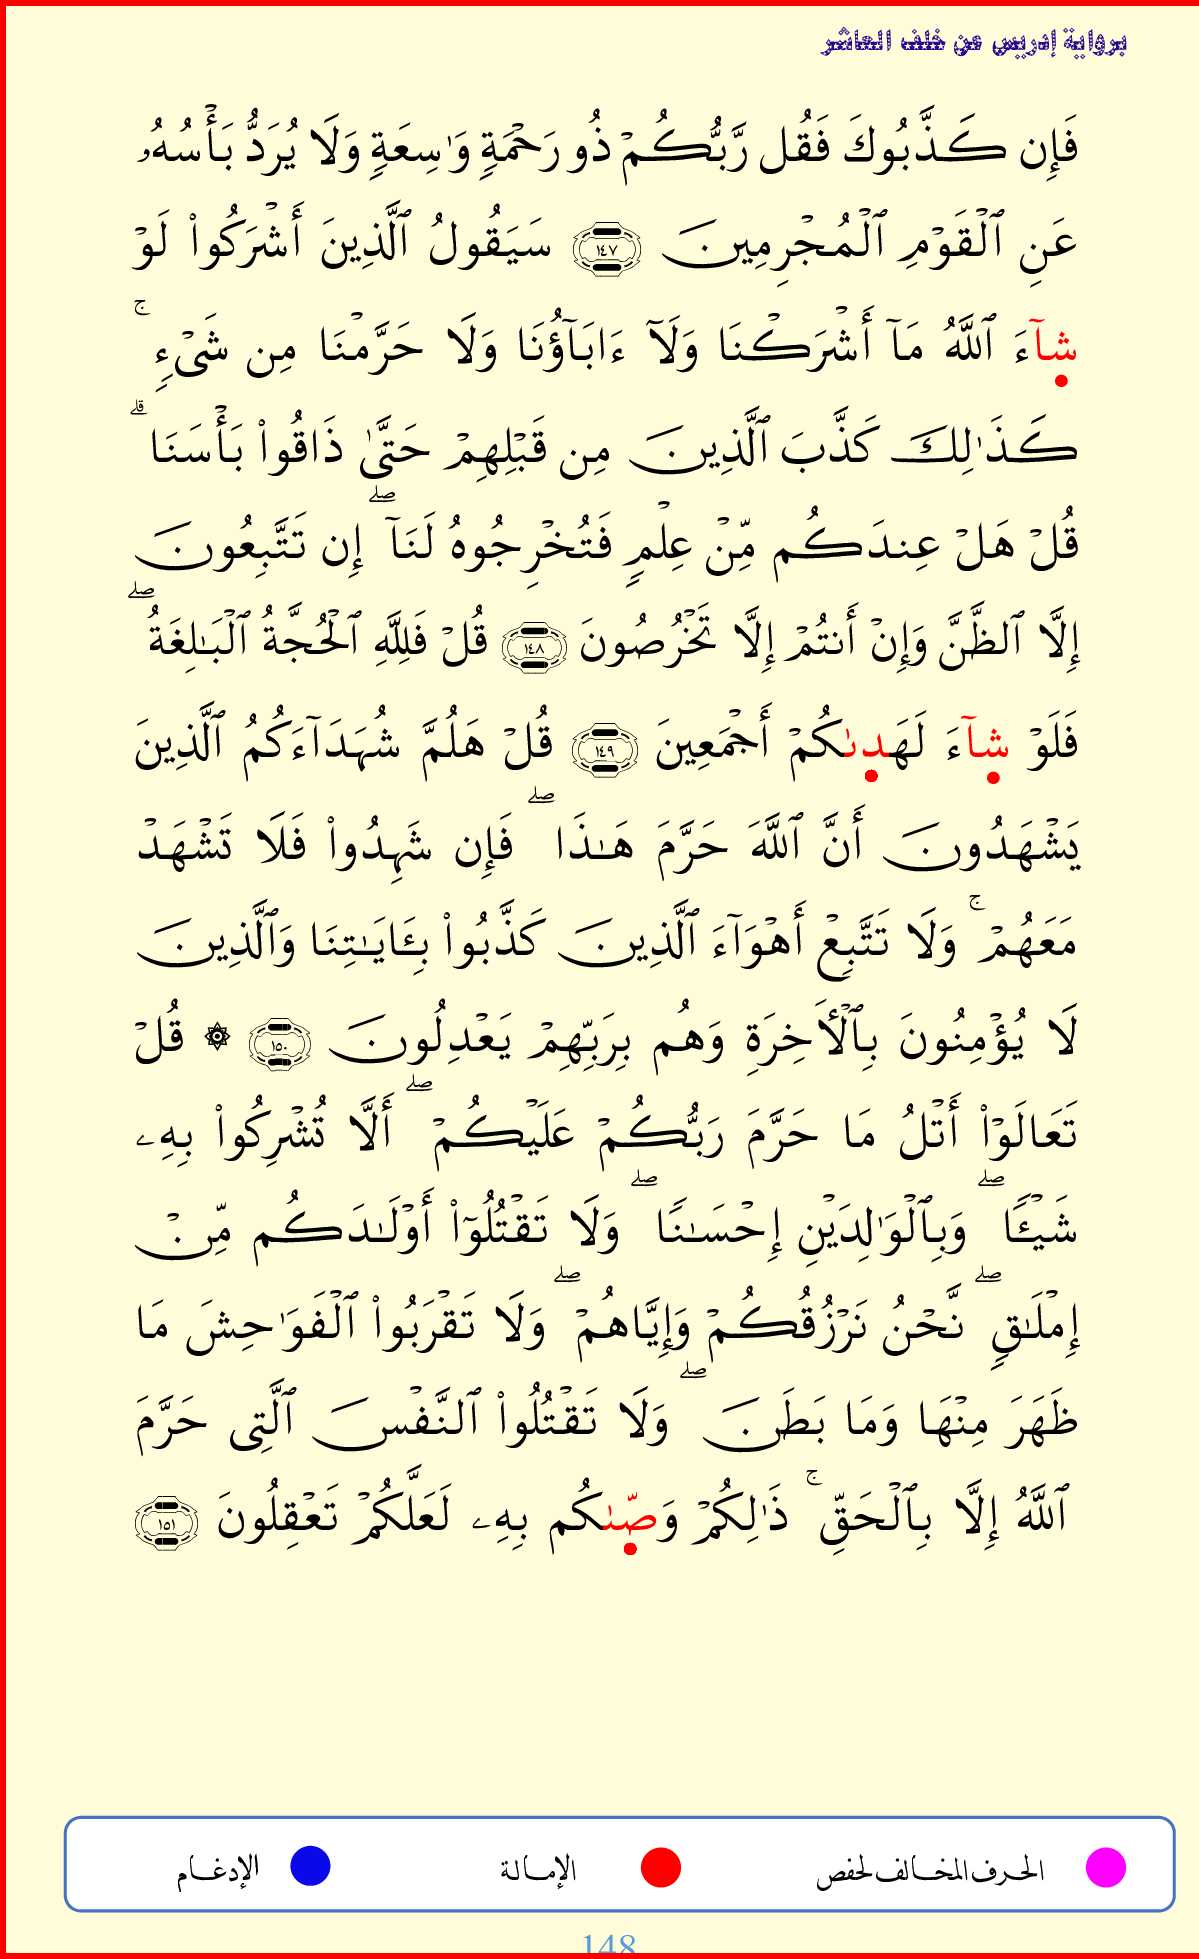 برواية إدريس عن خلف العاشر
فَإِن كَذَّبُوكَ فَقُل رَّبُّكُمۡ ذُو رَحۡمَةٖ وَٰسِعَةٖ وَلَا يُرَدُّ بَأۡسُهُۥ
عَنِ ٱلۡقَوۡمِ ٱلۡمُجۡرِمِينَ ١٤٧ سَيَقُولُ ٱلَّذِينَ أَشۡرَكُواْ لَوۡ
شَآءَ ٱللَّهُ مَآ أَشۡرَكۡنَا وَلَآ ءَابَآؤُنَا وَلَا حَرَّمۡنَا مِن شَيۡءٖۚ
كَذَٰلِكَ كَذَّبَ ٱلَّذِينَ مِن قَبۡلِهِمۡ حَتَّىٰ ذَاقُواْ بَأۡسَنَاۗ
قُلۡ هَلۡ عِندَكُم مِّنۡ عِلۡمٖ فَتُخۡرِجُوهُ لَنَآۖ إِن تَتَّبِعُونَ
إِلَّا ٱلظَّنَّ وَإِنۡ أَنتُمۡ إِلَّا تَخۡرُصُونَ ١٤٨ قُلۡ فَلِلَّهِ ٱلۡحُجَّةُ ٱلۡبَٰلِغَةُۖ
فَلَوۡ شَآءَ لَهَدىٰكُمۡ أَجۡمَعِينَ ١٤٩ قُلۡ هَلُمَّ شُهَدَآءَكُمُ ٱلَّذِينَ
يَشۡهَدُونَ أَنَّ ٱللَّهَ حَرَّمَ هَٰذَاۖ فَإِن شَهِدُواْ فَلَا تَشۡهَدۡ
مَعَهُمۡۚ وَلَا تَتَّبِعۡ أَهۡوَآءَ ٱلَّذِينَ كَذَّبُواْ بِـَٔايَٰتِنَا وَٱلَّذِينَ
لَا يُؤۡمِنُونَ بِٱلۡأٓخِرَةِ وَهُم بِرَبِّهِمۡ يَعۡدِلُونَ ١٥٠ ۞ قُلۡ
تَعَالَوۡاْ أَتۡلُ مَا حَرَّمَ رَبُّكُمۡ عَلَيۡكُمۡۖ أَلَّا تُشۡرِكُواْ بِهِۦ
شَيۡـٔٗاۖ وَبِٱلۡوَٰلِدَيۡنِ إِحۡسَٰنٗاۖ وَلَا تَقۡتُلُوٓاْ أَوۡلَٰدَكُم مِّنۡ
إِمۡلَٰقٖۖ نَّحۡنُ نَرۡزُقُكُمۡ وَإِيَّاهُمۡۖ وَلَا تَقۡرَبُواْ ٱلۡفَوَٰحِشَ مَا
ظَهَرَ مِنۡهَا وَمَا بَطَنَۖ وَلَا تَقۡتُلُواْ ٱلنَّفۡسَ ٱلَّتِي حَرَّمَ
ٱللَّهُ إِلَّا بِٱلۡحَقِّۚ ذَٰلِكُمۡ وَصّىٰكُم بِهِۦ لَعَلَّكُمۡ تَعۡقِلُونَ ١٥١
الحرف المخالف لحفص الإمالة الإدغام
148